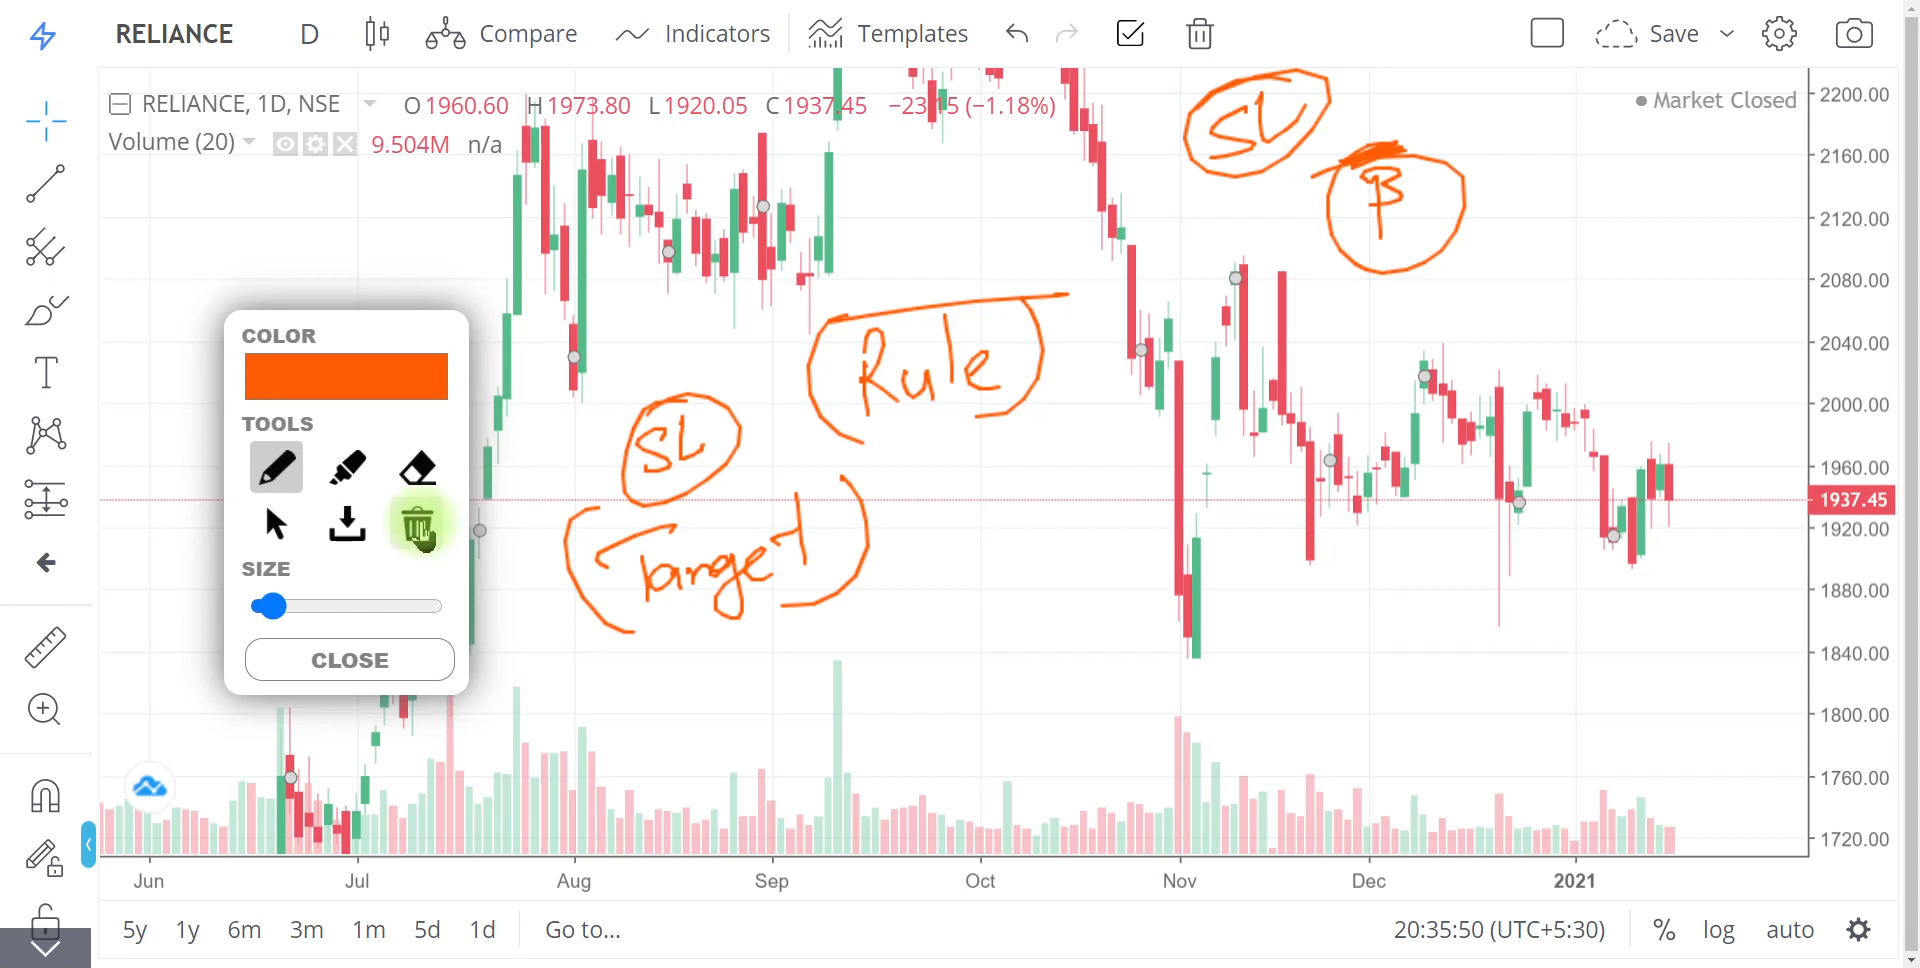 RELIANCE D Compare Indicators Templates Save
RELIANCE, 1D, NSE O1960.60 H1973.80 L1920.05 C1937.45 −23.15 (−1.18%)
Market Closed
Volume (20) 9.504M n/a
SL
B
Rule
SL
Target
COLOR
TOOLS
SIZE
CLOSE
2200.00
2160.00
2120.00
2080.00
2040.00
2000.00
1960.00
1937.45
1920.00
1880.00
1840.00
1800.00
1760.00
1720.00
Jun Jul Aug Sep Oct Nov Dec 2021
5y 1y 6m 3m 1m 5d 1d Go to... 20:35:50 (UTC+5:30) % log auto